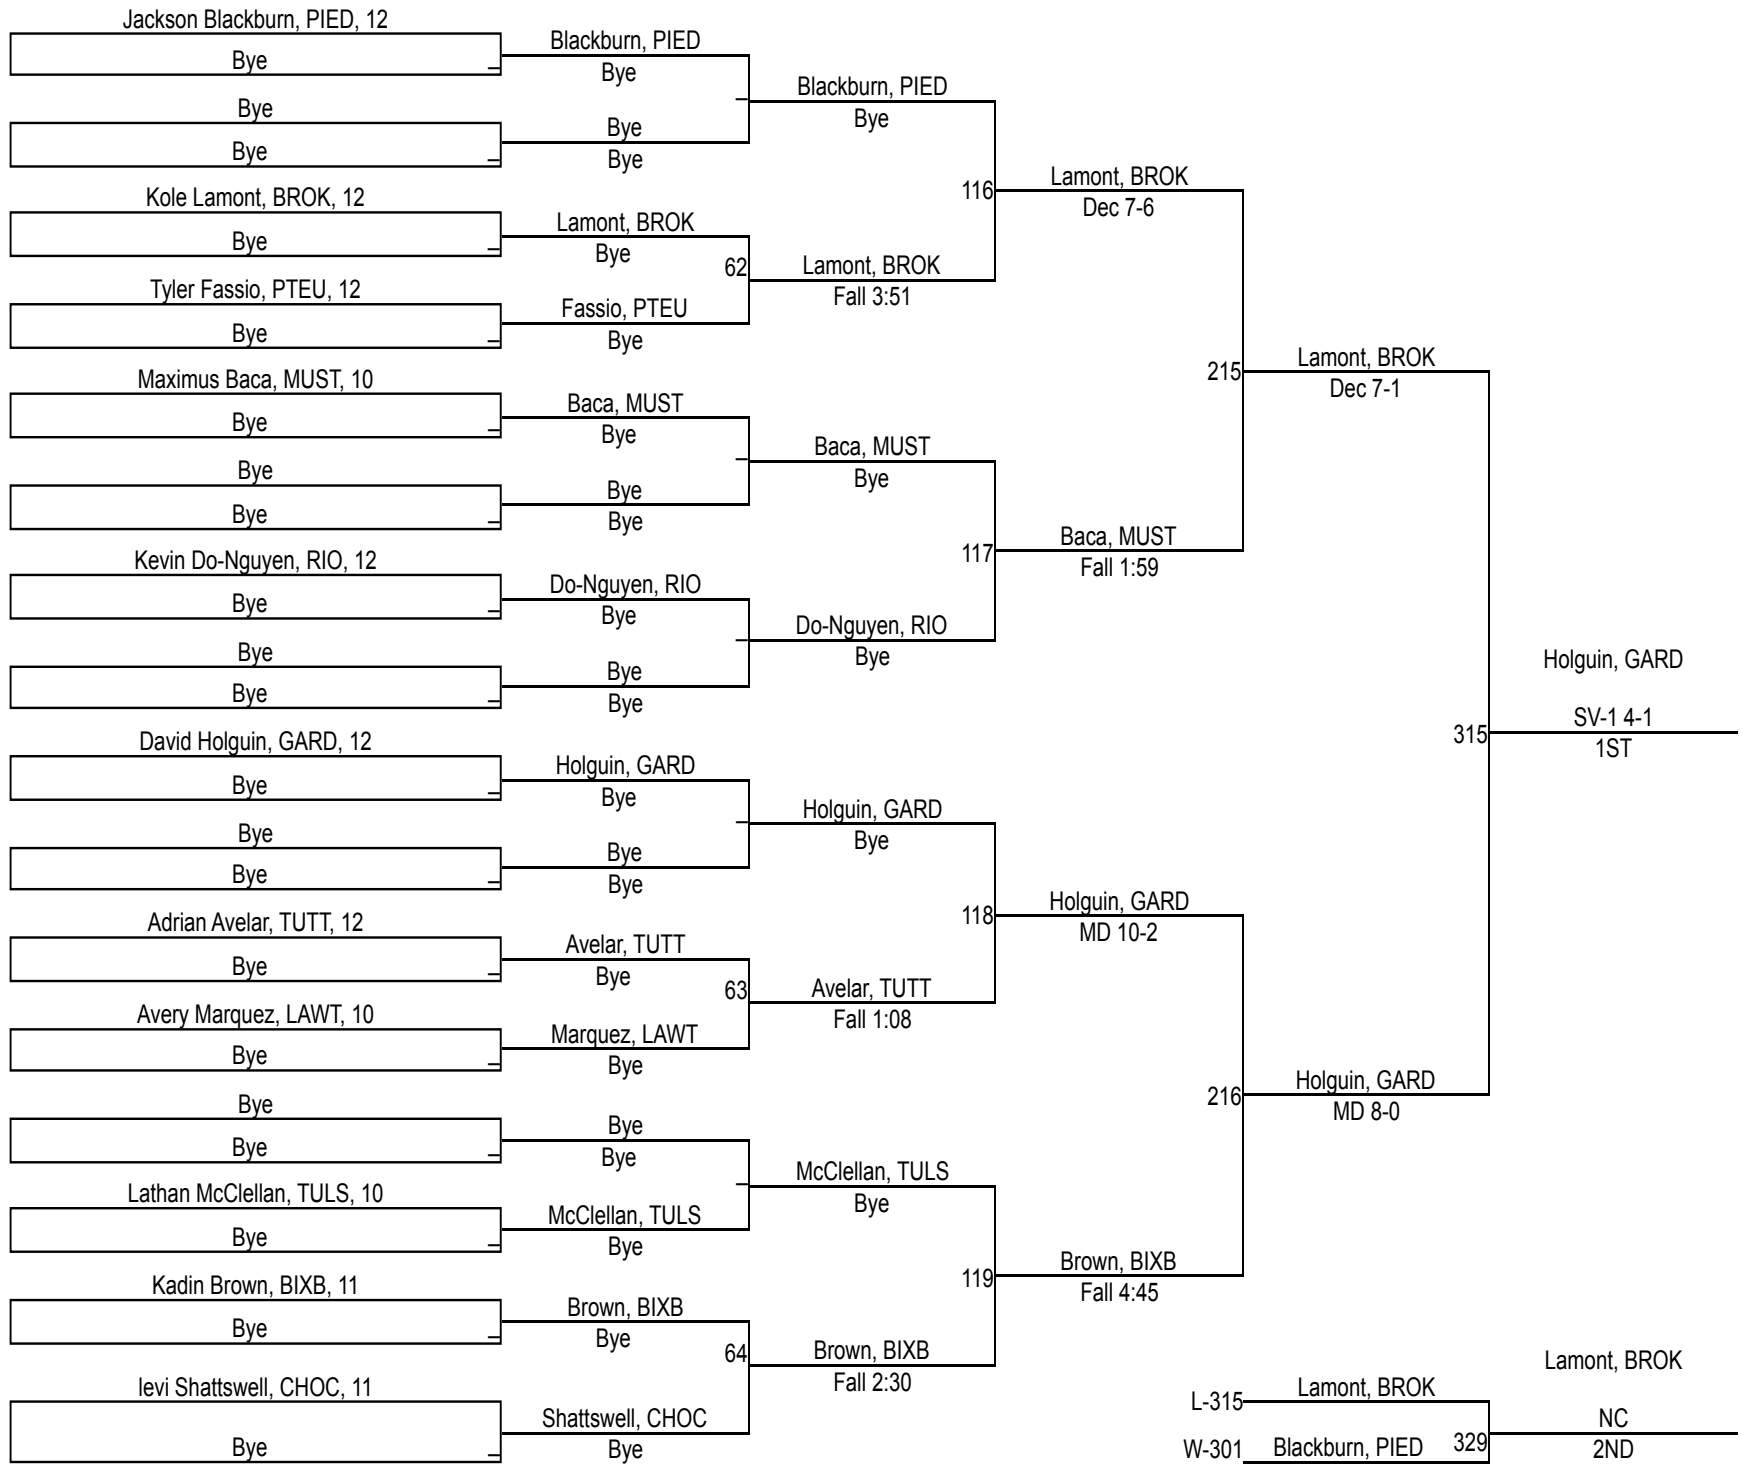 Jackson Blackburn, PIED, 12
Bye
Bye
Bye
Kole Lamont, BROK, 12
Bye
Tyler Fassio, PTEU, 12
Bye
Maximus Baca, MUST, 10
Bye
Bye
Bye
Kevin Do-Nguyen, RIO, 12
Bye
Bye
Bye
David Holguin, GARD, 12
Bye
Bye
Bye
Adrian Avelar, TUTT, 12
Bye
Avery Marquez, LAWT, 10
Bye
Bye
Bye
Lathan McClellan, TULS, 10
Bye
Kadin Brown, BIXB, 11
Bye
levi Shattswell, CHOC, 11
Bye
Blackburn, PIED
Bye
Bye
Bye
Lamont, BROK
Bye
62
Fassio, PTEU
Bye
Baca, MUST
Bye
Bye
Bye
Do-Nguyen, RIO
Bye
Bye
Bye
Holguin, GARD
Bye
Bye
Bye
Avelar, TUTT
Bye
63
Marquez, LAWT
Bye
Bye
Bye
McClellan, TULS
Bye
Brown, BIXB
Bye
64
Shattswell, CHOC
Bye
Blackburn, PIED
Bye
116
Lamont, BROK
Fall 3:51
Baca, MUST
Bye
117
Do-Nguyen, RIO
Bye
Holguin, GARD
Bye
118
Avelar, TUTT
Fall 1:08
McClellan, TULS
Bye
119
Brown, BIXB
Fall 2:30
Lamont, BROK
Dec 7-6
215
Baca, MUST
Fall 1:59
Holguin, GARD
MD 10-2
216
Brown, BIXB
Fall 4:45
Lamont, BROK
Dec 7-1
315
Holguin, GARD
MD 8-0
Holguin, GARD
SV-1 4-1
1ST
L-315
Lamont, BROK
W-301
Blackburn, PIED
329
Lamont, BROK
NC
2ND